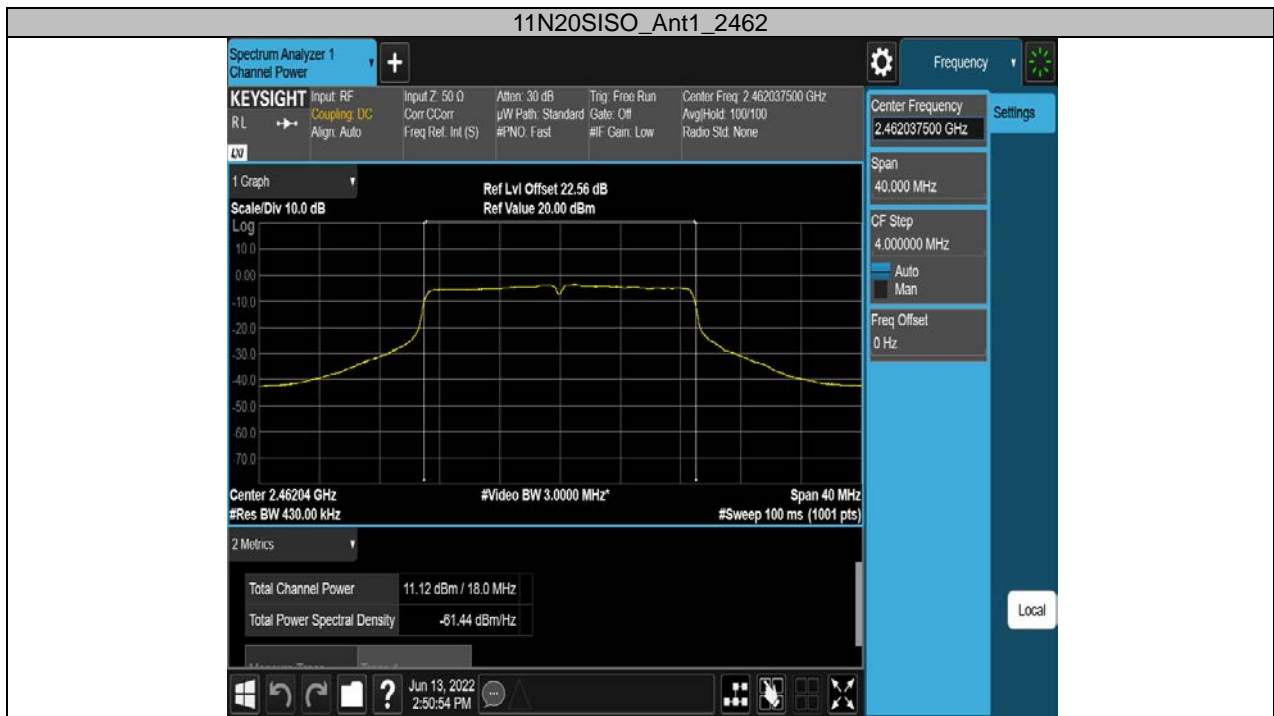 11N20SISO_Ant1_2462
Spectrum Analyzer 1
Channel Power
+
Frequency
KEYSIGHT
RL
LXI
Input: RF
Coupling: DC
Align: Auto
Input Z: 50 Ω
Corr CCorr
Freq Ref: Int (S)
Atten: 30 dB
µW Path: Standard
#PNO: Fast
Trig: Free Run
Gate: Off
#IF Gain: Low
Center Freq: 2.462037500 GHz
Avg|Hold: 100/100
Radio Std: None
Center Frequency
2.462037500 GHz
Settings
Span
40.000 MHz
CF Step
4.000000 MHz
Auto
Man
Freq Offset
0 Hz
Local
1 Graph
Scale/Div 10.0 dB
Ref Lvl Offset 22.56 dB
Ref Value 20.00 dBm
Log
10.0
0.00
-10.0
-20.0
-30.0
-40.0
-50.0
-60.0
-70.0
Center 2.46204 GHz
#Video BW 3.0000 MHz*
Span 40 MHz
#Res BW 430.00 kHz
#Sweep 100 ms (1001 pts)
2 Metrics
Total Channel Power 11.12 dBm / 18.0 MHz
Total Power Spectral Density -61.44 dBm/Hz
?
Jun 13, 2022
2:50:54 PM